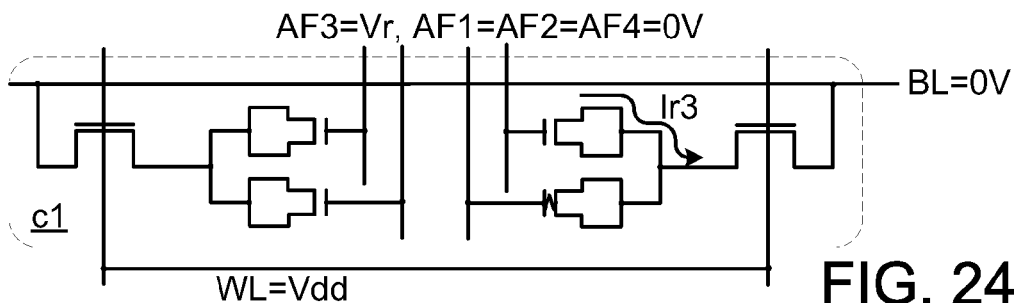 AF3=Vr, AF1=AF2=AF4=0V
BL=0V
Ir3
c1
WL=Vdd
FIG. 24